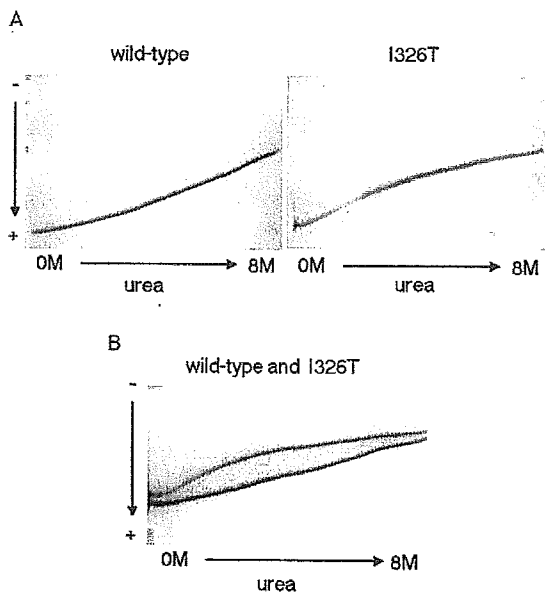 A
wild-type
I326T
-
+
0M
8M
urea
0M
8M
urea
B
wild-type and I326T
-
+
0M
8M
urea